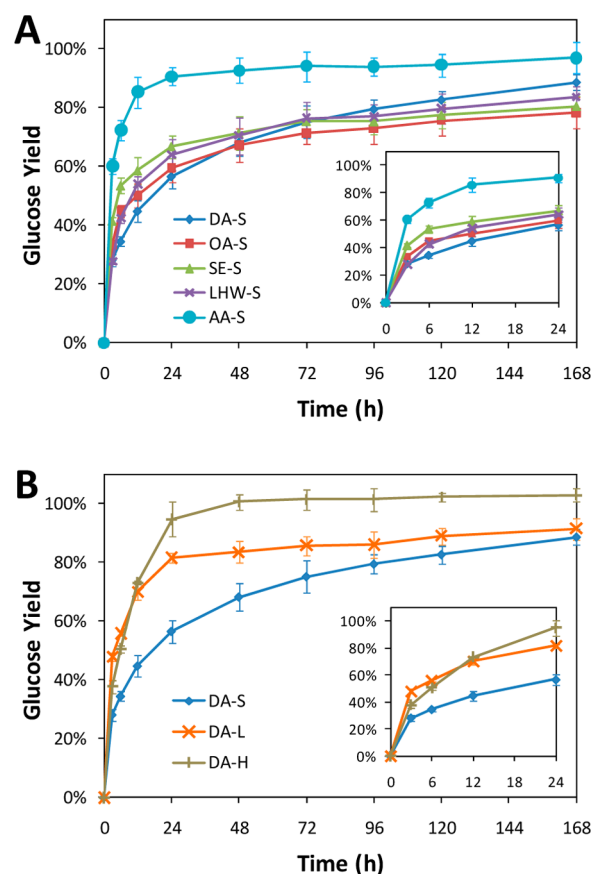 A
100%
80%
60%
40%
20%
0%
Glucose Yield
DA-S
OA-S
SE-S
LHW-S
AA-S
100%
80%
60%
40%
20%
0%
0 6 12 18 24
0 24 48 72 96 120 144 168
Time (h)
B
100%
80%
60%
40%
20%
0%
Glucose Yield
DA-S
DA-L
DA-H
100%
80%
60%
40%
20%
0%
0 6 12 18 24
0 24 48 72 96 120 144 168
Time (h)